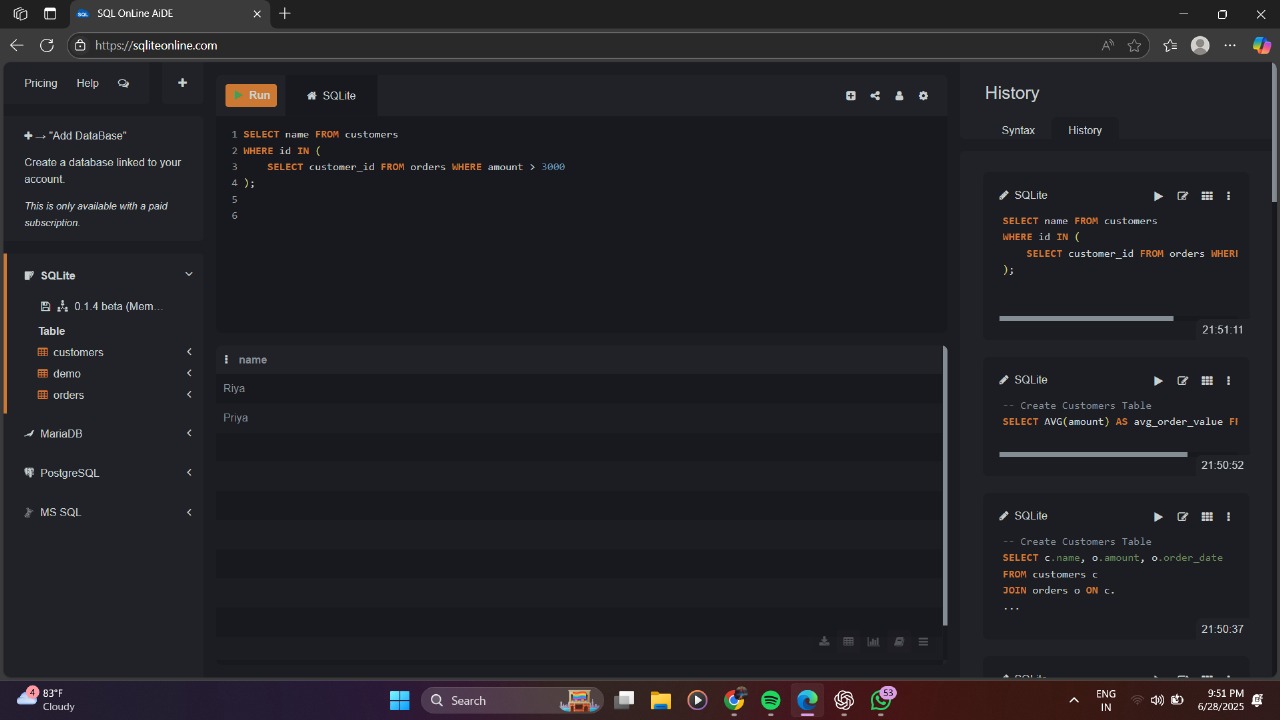 SQL OnLine AiDE
https://sqliteonline.com
Pricing Help
"Add DataBase"
Create a database linked to your
account.
This is only available with a paid
subscription.
SQLite
0.1.4 beta (Mem...
Table
customers
demo
orders
MariaDB
PostgreSQL
MS SQL
Run
SQLite
1 SELECT name FROM customers
2 WHERE id IN (
3 SELECT customer_id FROM orders WHERE amount > 3000
4 );
5
6
name
Riya
Priya
History
Syntax History
SQLite
SELECT name FROM customers
WHERE id IN (
SELECT customer_id FROM orders WHERE
);
21:51:11
SQLite
-- Create Customers Table
SELECT AVG(amount) AS avg_order_value
21:50:52
SQLite
-- Create Customers Table
SELECT c.name, o.amount, o.order_date
FROM customers c
JOIN orders o ON c.
...
21:50:37
4
83°F
Cloudy
Search
53
ENG
IN
9:51 PM
6/28/2025